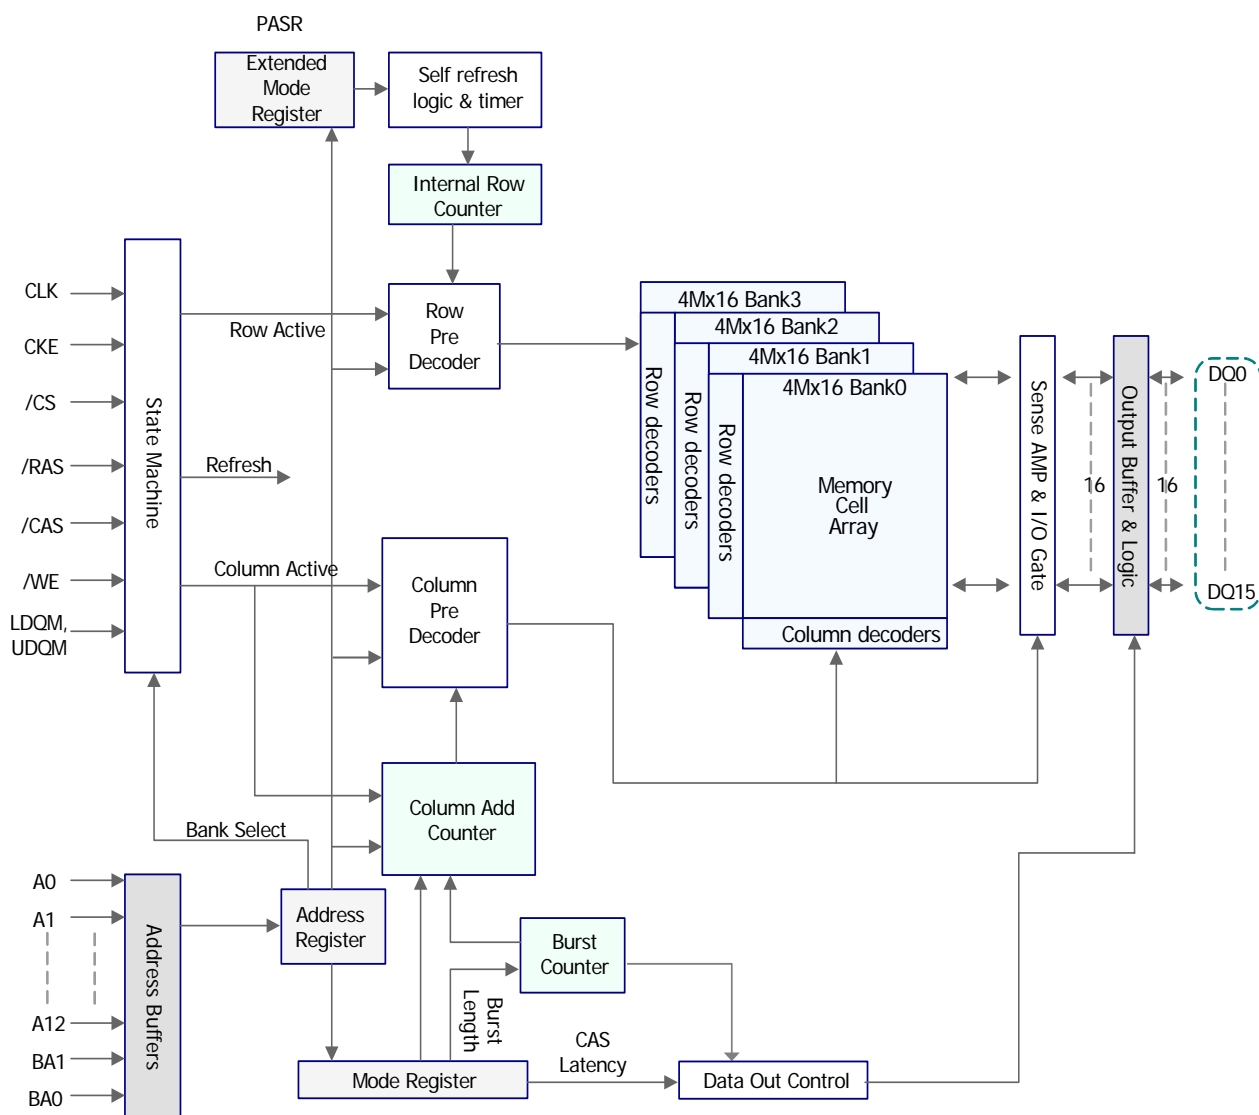 PASR
Extended
Mode
Register
Self refresh
logic & timer
Internal Row
Counter
CLK
CKE
/CS
/RAS
/CAS
/WE
LDQM,
UDQM
State Machine
Row Active
Refresh
Column Active
Bank Select
Row
Pre
Decoder
Column
Pre
Decoder
Column Add
Counter
4Mx16 Bank3
4Mx16 Bank2
4Mx16 Bank1
4Mx16 Bank0
Row decoders
Row decoders
Row decoders
Memory
Cell
Array
Column decoders
Sense AMP & I/O Gate
16
Output Buffer & Logic
16
DQ0
DQ15
A0
A1
A12
BA1
BA0
Address Buffers
Address
Register
Burst
Counter
Burst
Length
CAS
Latency
Mode Register
Data Out Control